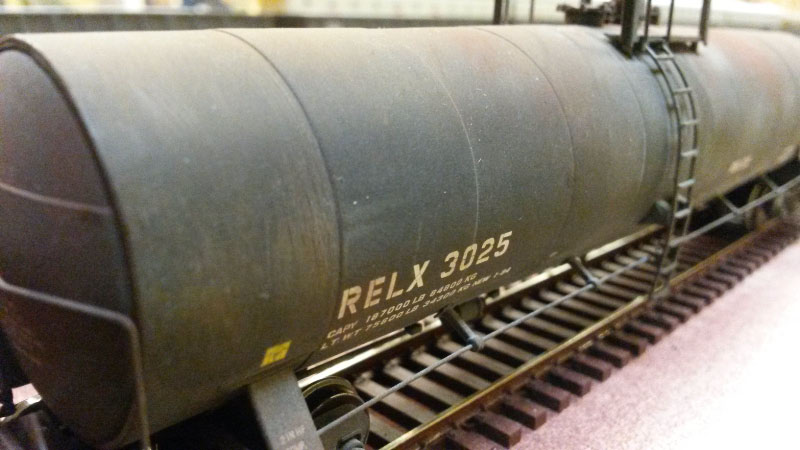 RELX 3025
CAPY 187000 LB 84800 KG
LT. WT 75600 LB 34300 KG NEW 1-94